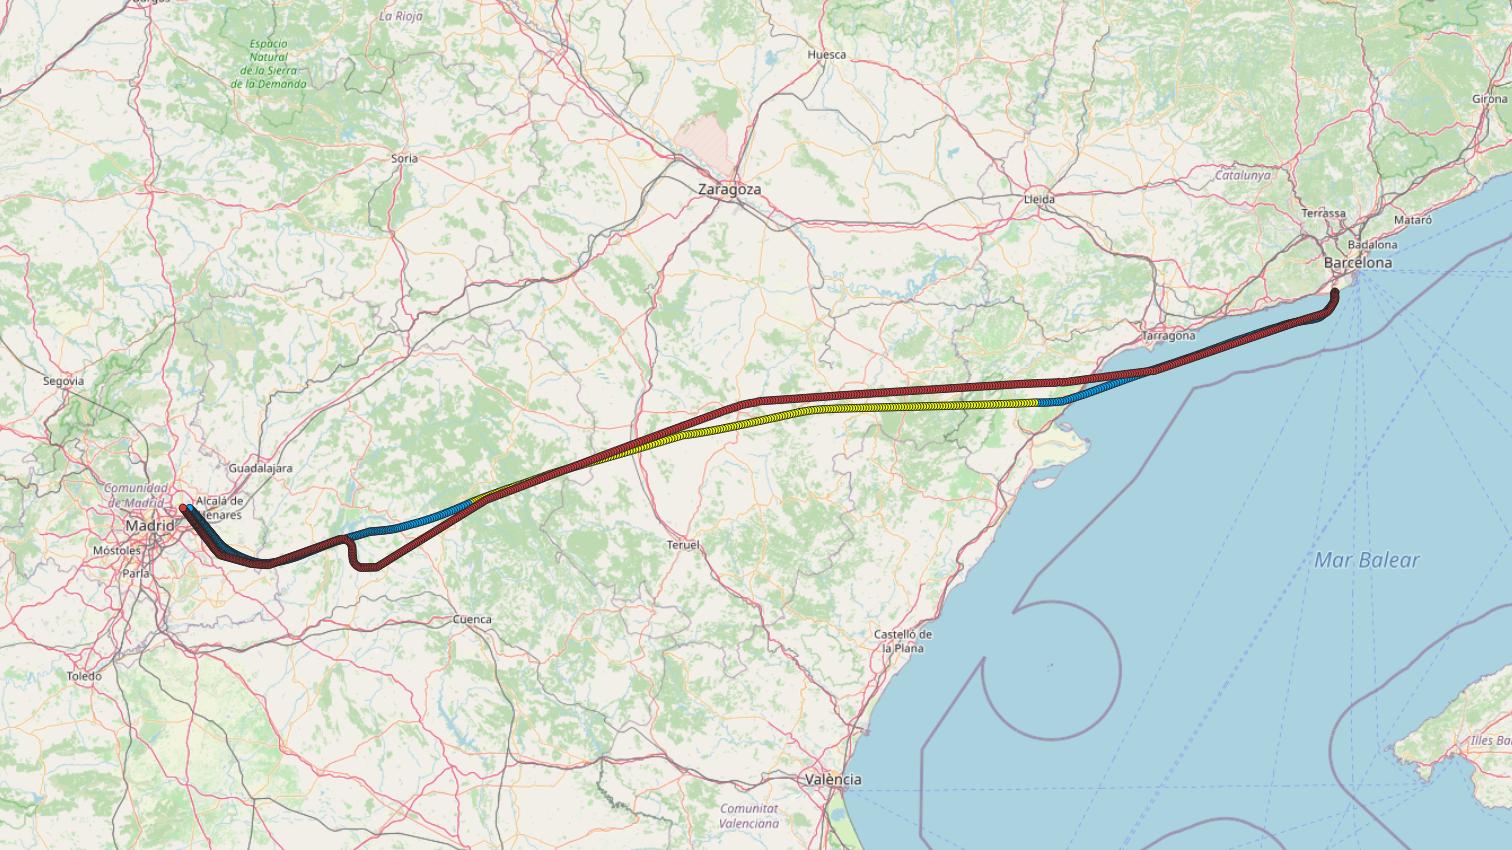 La Rioja
Espacio
Natural
de la Sierra
de la Demanda
Huesca
Girona
Soria
Zaragoza
Catalunya
Lleida
Terrassa
Mataró
Badalona
Barcelona
Tarragona
Segovia
Guadalajara
Comunidad
de Madrid
Alcalá de
Henares
Madrid
Móstoles
Parla
Teruel
Mar Balear
Cuenca
Castelló de
la Plana
Toledo
Illes Ba
València
Comunitat
Valenciana